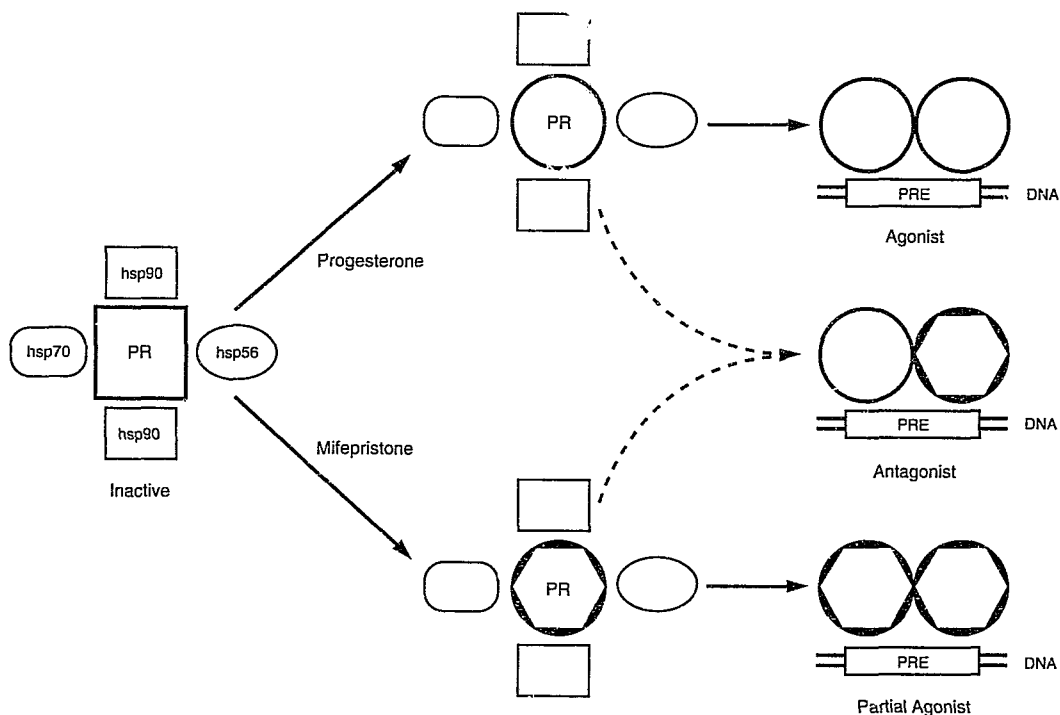 PR
PRE
DNA
Agonist
Progesterone
hsp90
hsp70
PR
hsp56
hsp90
Inactive
PRE
DNA
Antagonist
Mifepristone
PR
PRE
DNA
Partial Agonist